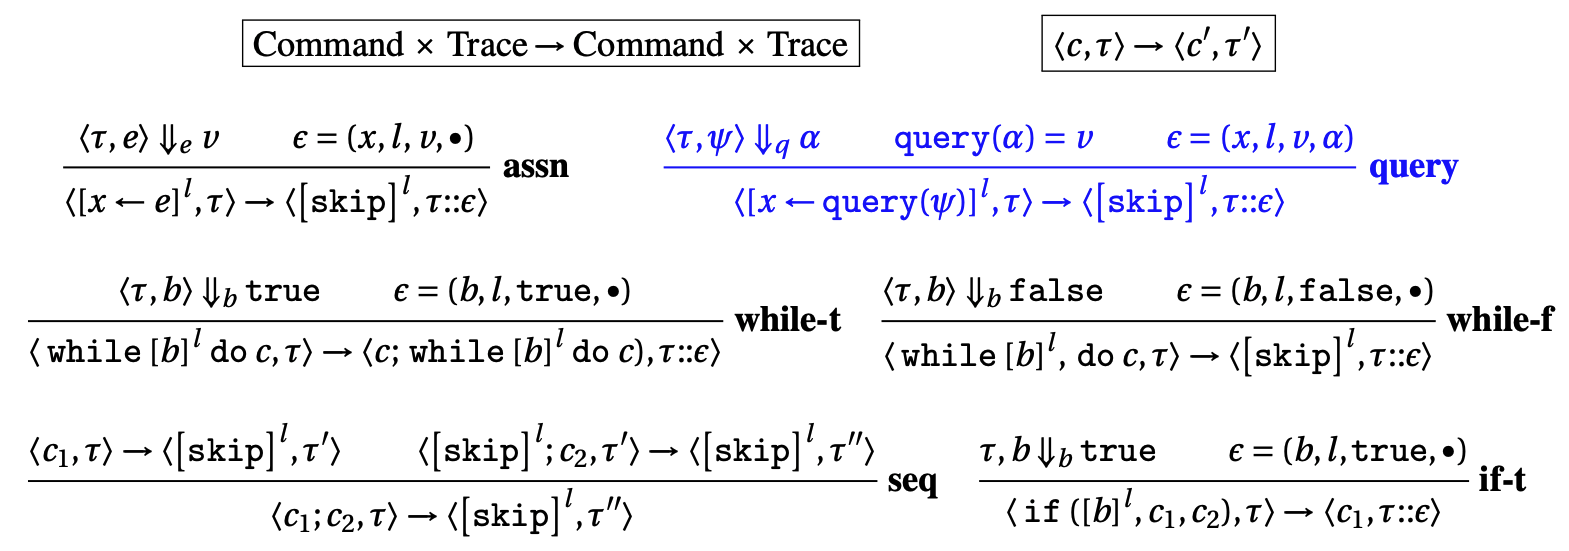 Command × Trace → Command × Trace ⟨c, τ⟩ → ⟨c′, τ′⟩
⟨τ, e⟩ ⇓e v ϵ = (x, l, v, •) ⟨τ, ψ⟩ ⇓q α query(α) = v ϵ = (x, l, v, α)
assn query
⟨[x ← e]^l, τ⟩ → ⟨[skip]^l, τ::ϵ⟩ ⟨[x ← query(ψ)]^l, τ⟩ → ⟨[skip]^l, τ::ϵ⟩
⟨τ, b⟩ ⇓b true ϵ = (b, l, true, •) ⟨τ, b⟩ ⇓b false ϵ = (b, l, false, •)
while-t while-f
⟨while [b]^l do c, τ⟩ → ⟨c; while [b]^l do c), τ::ϵ⟩ ⟨while [b]^l, do c, τ⟩ → ⟨[skip]^l, τ::ϵ⟩
⟨c1, τ⟩ → ⟨[skip]^l, τ′⟩ ⟨[skip]^l; c2, τ′⟩ → ⟨[skip]^l, τ′′⟩ τ, b ⇓b true ϵ = (b, l, true, •)
seq if-t
⟨c1; c2, τ⟩ → ⟨[skip]^l, τ′′⟩ ⟨if ([b]^l, c1, c2), τ⟩ → ⟨c1, τ::ϵ⟩